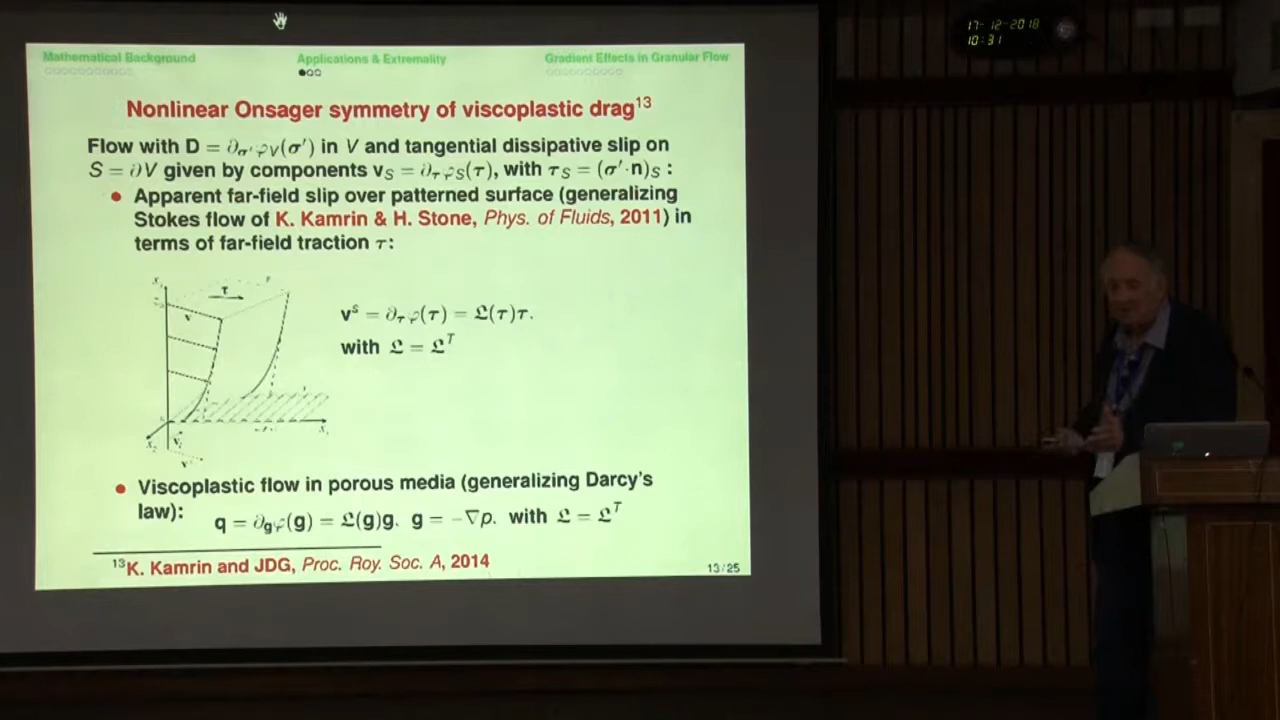 17-12-2018
10:31
Mathematical Background Applications & Extremality Gradient Effects in Granular Flow
Nonlinear Onsager symmetry of viscoplastic drag¹³
Flow with D = ∂σ′φV(σ′) in V and tangential dissipative slip on
S = ∂V given by components vS = ∂τφS(τ), with τS = (σ′·n)S :
• Apparent far-field slip over patterned surface (generalizing
Stokes flow of K. Kamrin & H. Stone, Phys. of Fluids, 2011) in
terms of far-field traction τ:
τ
vˢ = ∂τφ(τ) = 𝔏(τ)τ.
with 𝔏 = 𝔏ᵀ
• Viscoplastic flow in porous media (generalizing Darcy's
law):
q = ∂gφ(g) = 𝔏(g)g. g = −∇p. with 𝔏 = 𝔏ᵀ
¹³K. Kamrin and JDG, Proc. Roy. Soc. A, 2014
13/25